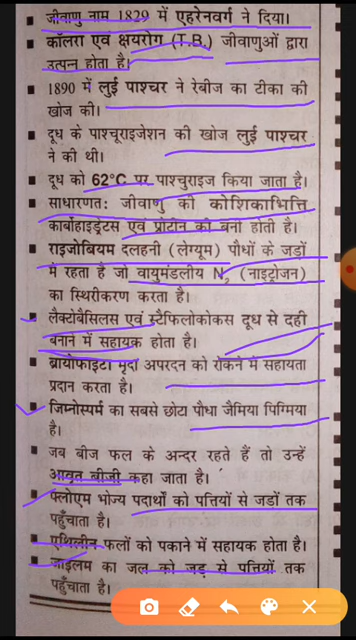 जीवाणु नाम 1829 में एहरेनवर्ग ने दिया।
कॉलरा एवं क्षयरोग (T.B.) जीवाणुओं द्वारा
उत्पन्न होता है।
1890 में लुई पाश्चर ने रेबीज का टीका की
खोज की।
दूध के पाश्चूराइजेशन की खोज लुई पाश्चर
ने की थी।
दूध को 62°C पर पाश्चुराइज किया जाता है।
साधारणतः जीवाणु की कोशिकाभित्ति
कार्बोहाइड्रेटस एवं प्रोटीन की बनी होती है।
राइजोबियम दलहनी (लेग्यूम) पौधों के जड़ों
में रहता है जो वायुमंडलीय N₂ (नाइट्रोजन)
का स्थिरीकरण करता है।
लैक्टोबैसिलस एवं स्टैफिलोकोकस दूध से दही
बनाने में सहायक होता है।
ब्रायोफाइटा मृदा अपरदन को रोकने में सहायता
प्रदान करता है।
जिम्नोस्पर्म का सबसे छोटा पौधा जैमिया पिग्मिया
है।
जब बीज फल के अन्दर रहते हैं तो उन्हें
आवृत बीजी कहा जाता है।
फ्लोएम भोज्य पदार्थों को पत्तियों से जडों तक
पहुँचाता है।
एथिलीन फलों को पकाने में सहायक होता है।
जाइलम का जल को जड़ से पत्तियों तक
पहुँचाता है।